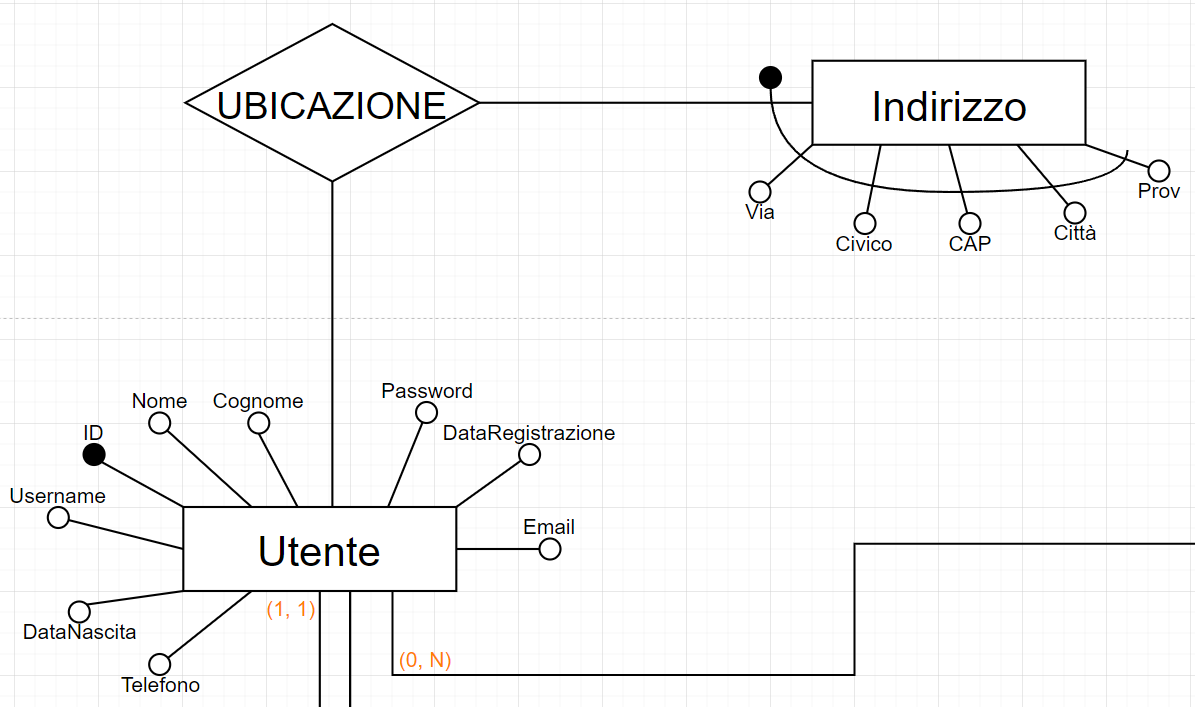 UBICAZIONE
Indirizzo
Via
Civico
CAP
Città
Prov
Password
Nome
Cognome
ID
DataRegistrazione
Username
Email
Utente
(1, 1)
DataNascita
(0, N)
Telefono